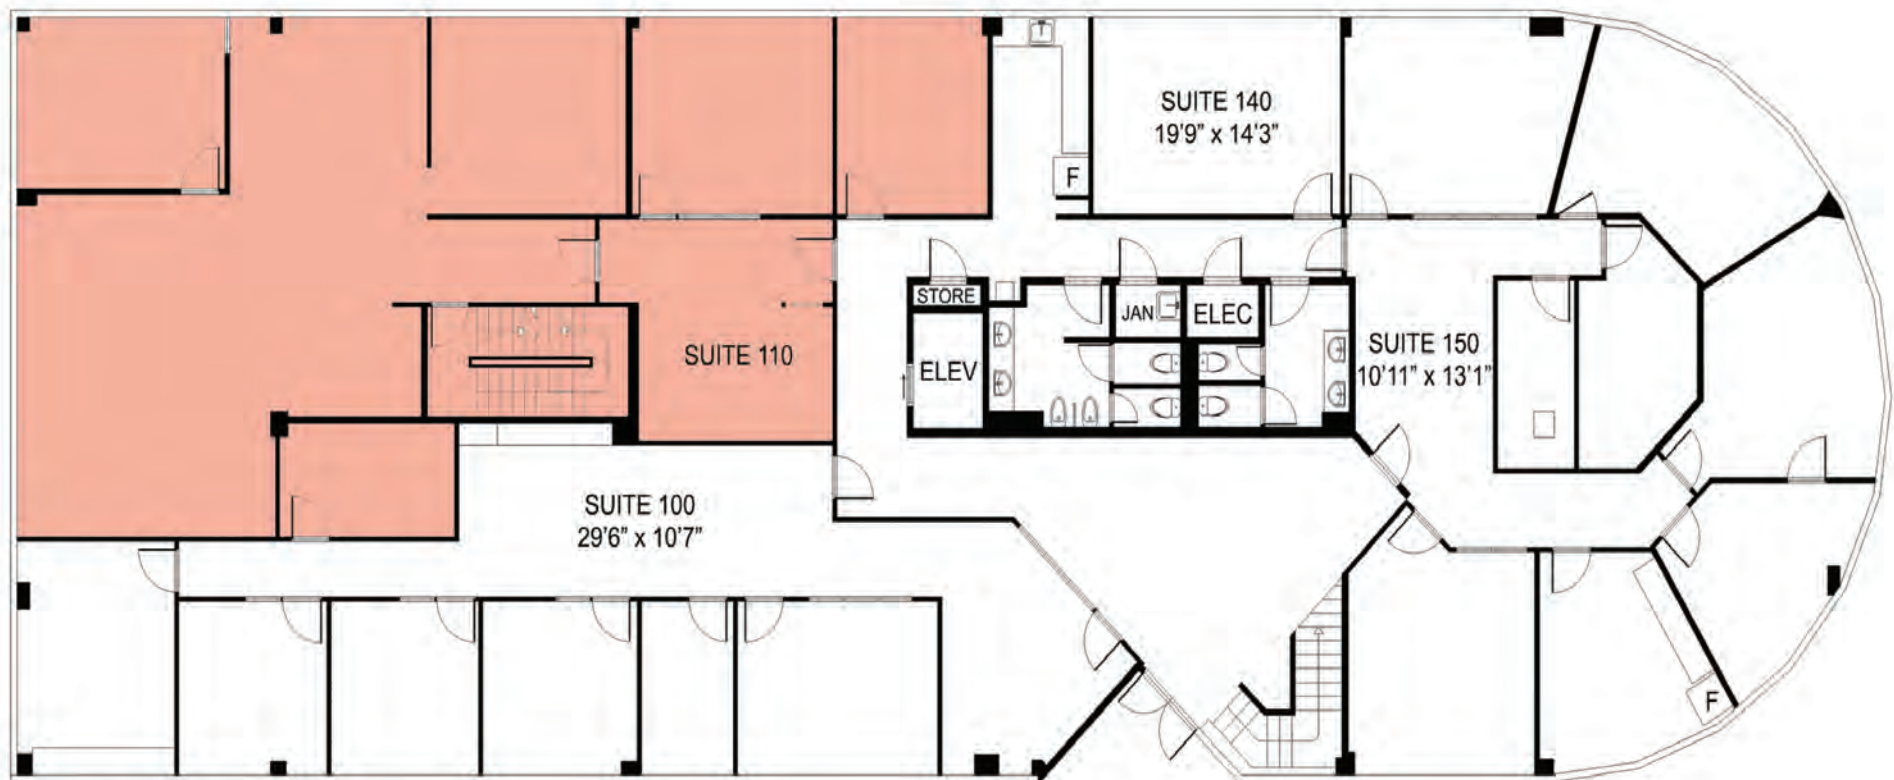 SUITE 140
19'9" x 14'3"
F
STORE
JAN
ELEC
ELEV
SUITE 110
SUITE 150
10'11" x 13'1"
SUITE 100
29'6" x 10'7"
F